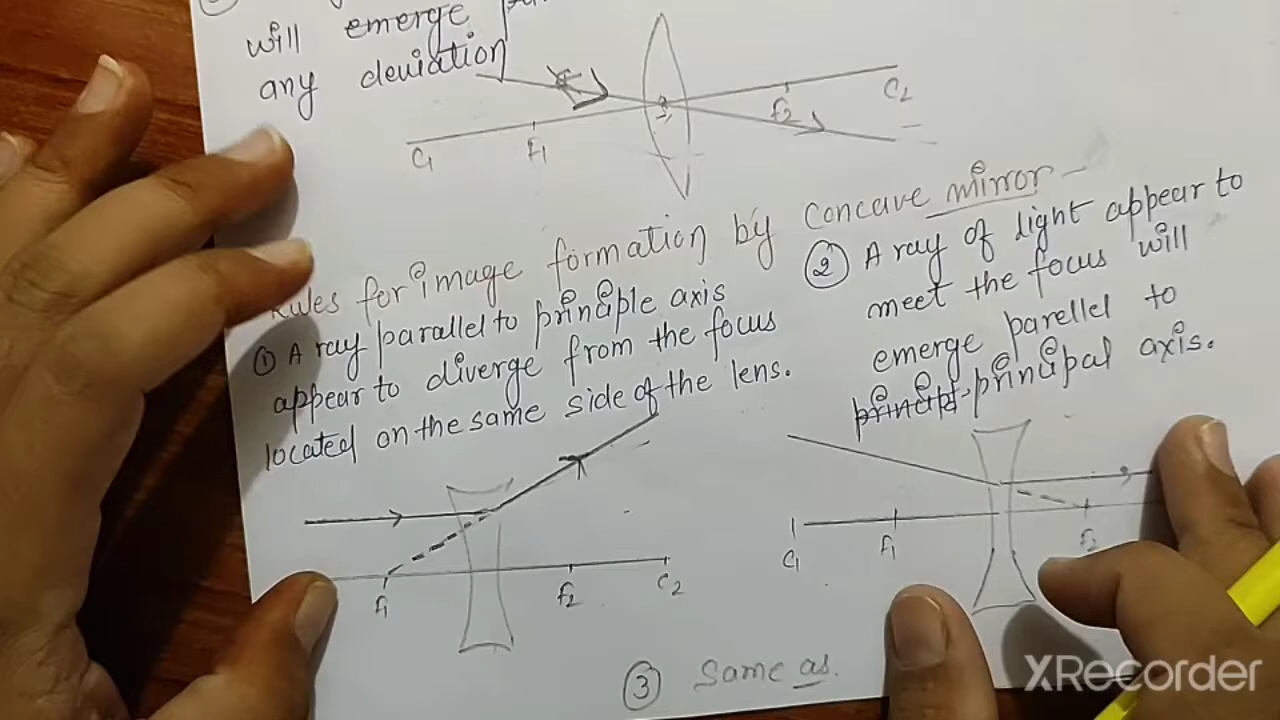 will emerge
any deviation
C1 F1 F2 C2
Rules for image formation by Concave mirror -
① A ray parallel to principle axis
appear to diverge from the focus
located on the same side of the lens.
F1 F2 C2
② A ray of light appear to
meet the focus will
emerge parellel to
principal axis.
C1 F1 F2
③ Same as.
XRecorder